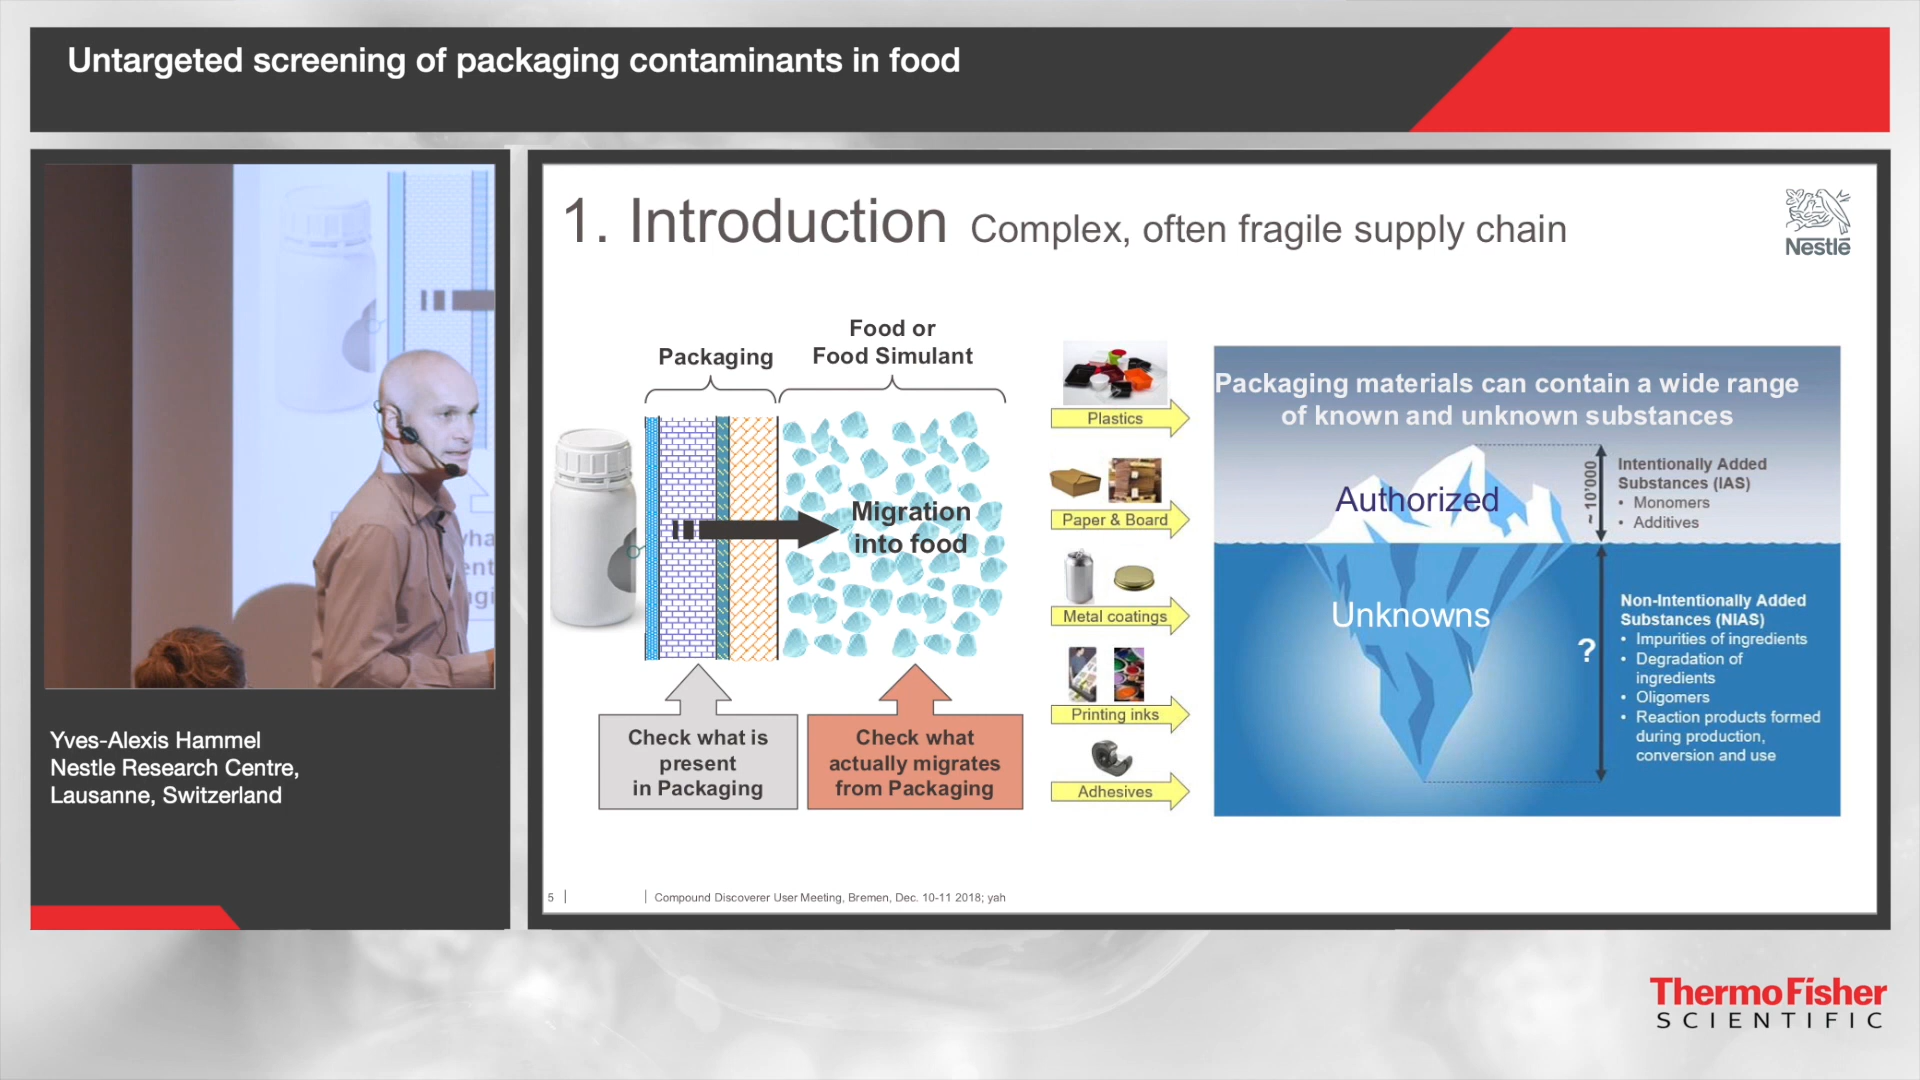 Untargeted screening of packaging contaminants in food
Yves-Alexis Hammel
Nestle Research Centre,
Lausanne, Switzerland
1. Introduction Complex, often fragile supply chain
Nestlē
Packaging
Food or
Food Simulant
Migration
into food
Check what is
present
in Packaging
Check what
actually migrates
from Packaging
Plastics
Paper & Board
Metal coatings
Printing inks
Adhesives
Packaging materials can contain a wide range
of known and unknown substances
Authorized
~ 10'000
Intentionally Added
Substances (IAS)
• Monomers
• Additives
Unknowns
?
Non-Intentionally Added
Substances (NIAS)
• Impurities of ingredients
• Degradation of
ingredients
• Oligomers
• Reaction products formed
during production,
conversion and use
5 | | Compound Discoverer User Meeting, Bremen, Dec. 10-11 2018; yah
ThermoFisher
SCIENTIFIC